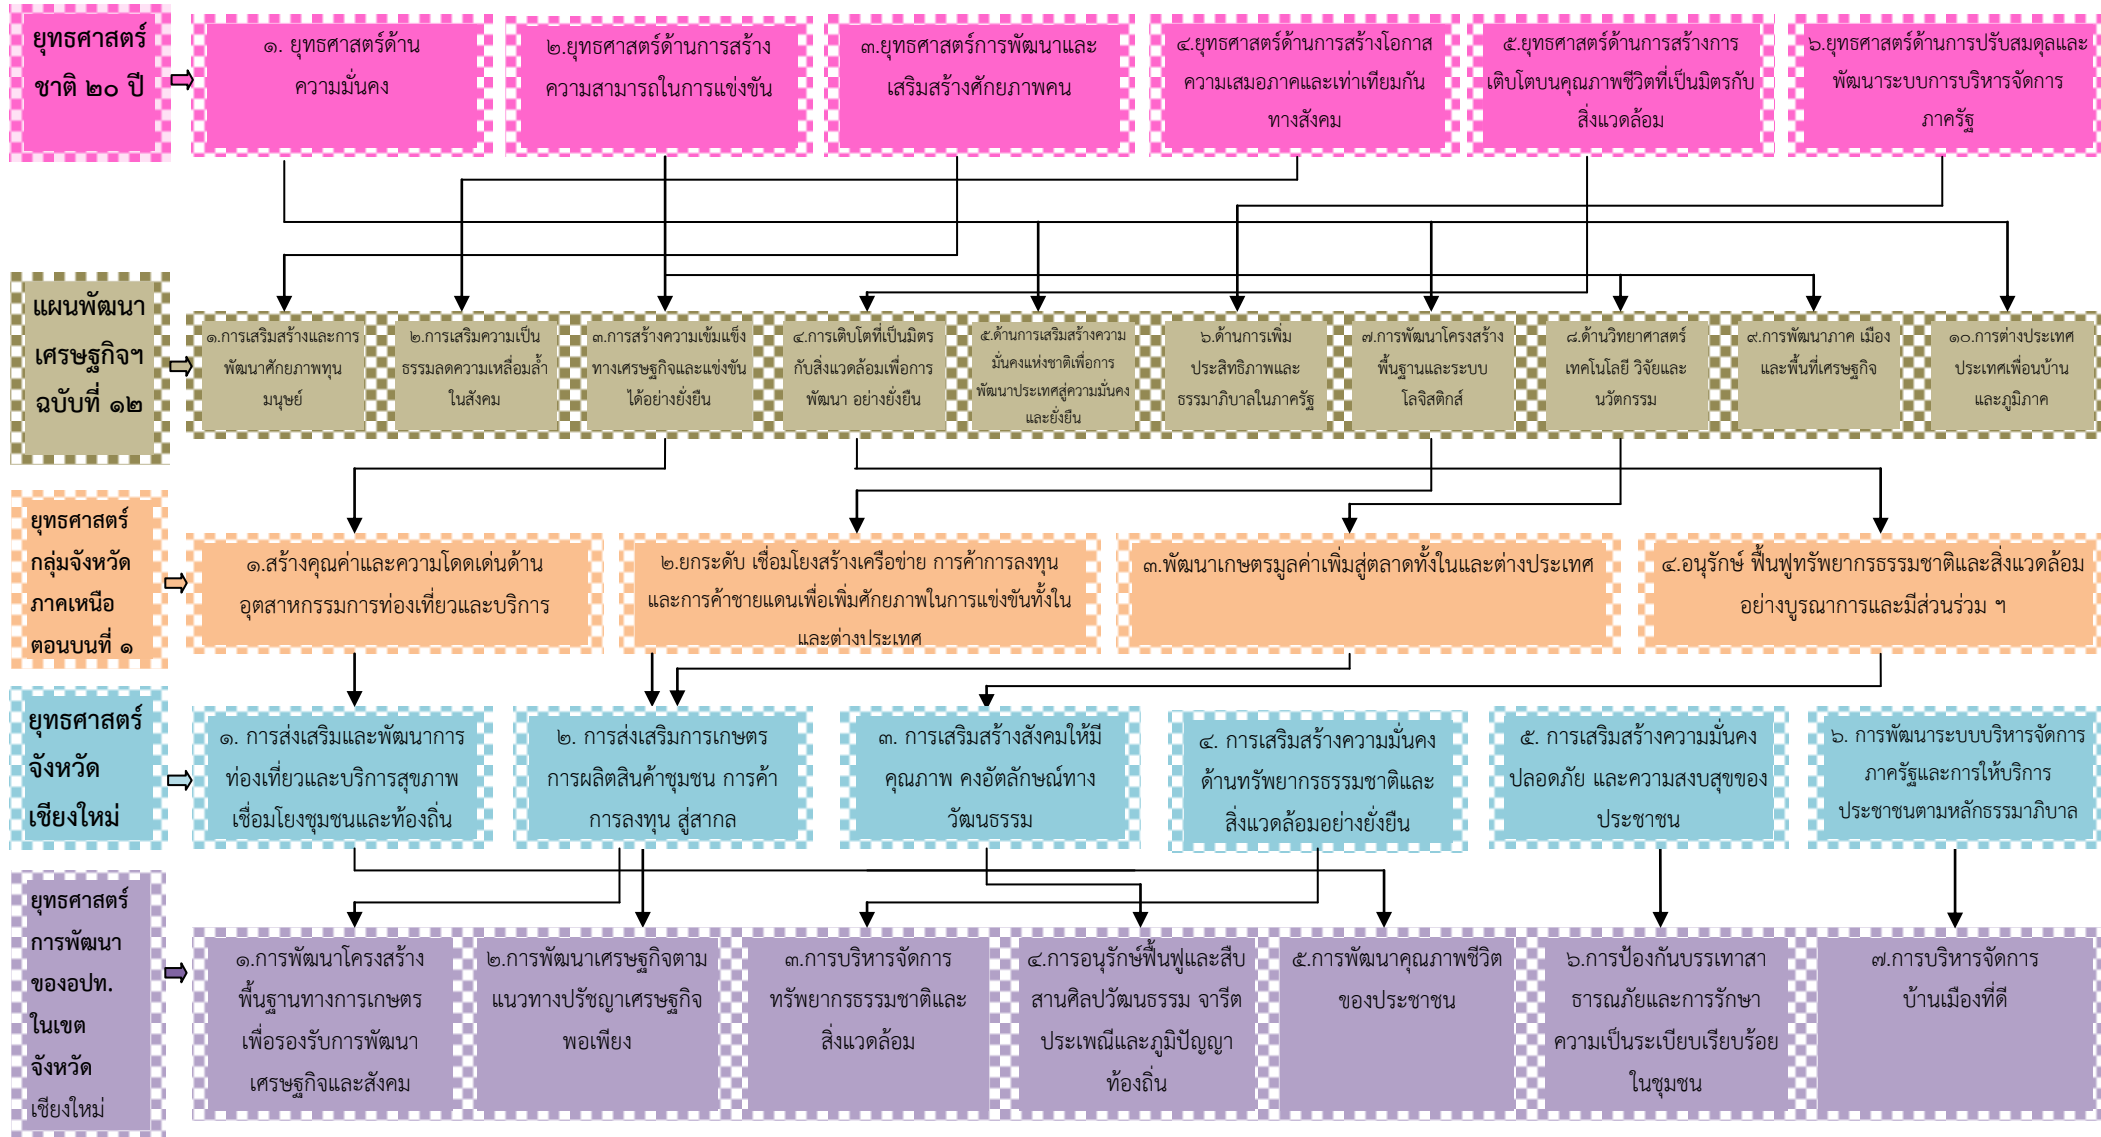 ยุทธศาสตร์
ชาติ ๒๐ ปี
๑. ยุทธศาสตร์ด้าน
ความมั่นคง
๒.ยุทธศาสตร์ด้านการสร้าง
ความสามารถในการแข่งขัน
๓.ยุทธศาสตร์การพัฒนาและ
เสริมสร้างศักยภาพคน
๔.ยุทธศาสตร์ด้านการสร้างโอกาส
ความเสมอภาคและเท่าเทียมกัน
ทางสังคม
๕.ยุทธศาสตร์ด้านการสร้างการ
เติบโตบนคุณภาพชีวิตที่เป็นมิตรกับ
สิ่งแวดล้อม
๖.ยุทธศาสตร์ด้านการปรับสมดุลและ
พัฒนาระบบการบริหารจัดการ
ภาครัฐ
แผนพัฒนา
เศรษฐกิจฯ
ฉบับที่ ๑๒
๑.การเสริมสร้างและการ
พัฒนาศักยภาพทุน
มนุษย์
๒.การเสริมความเป็น
ธรรมลดความเหลื่อมล้ำ
ในสังคม
๓.การสร้างความเข้มแข็ง
ทางเศรษฐกิจและแข่งขัน
ได้อย่างยั่งยืน
๔.การเติบโตที่เป็นมิตร
กับสิ่งแวดล้อมเพื่อการ
พัฒนา อย่างยั่งยืน
๕.ด้านการเสริมสร้างความ
มั่นคงแห่งชาติเพื่อการ
พัฒนาประเทศสู่ความมั่นคง
และยั่งยืน
๖.ด้านการเพิ่ม
ประสิทธิภาพและ
ธรรมาภิบาลในภาครัฐ
๗.การพัฒนาโครงสร้าง
พื้นฐานและระบบ
โลจิสติกส์
๘.ด้านวิทยาศาสตร์
เทคโนโลยี วิจัยและ
นวัตกรรม
๙.การพัฒนาภาค เมือง
และพื้นที่เศรษฐกิจ
๑๐.การต่างประเทศ
ประเทศเพื่อนบ้าน
และภูมิภาค
ยุทธศาสตร์
กลุ่มจังหวัด
ภาคเหนือ
ตอนบนที่ ๑
๑.สร้างคุณค่าและความโดดเด่นด้าน
อุตสาหกรรมการท่องเที่ยวและบริการ
๒.ยกระดับ เชื่อมโยงสร้างเครือข่าย การค้าการลงทุน
และการค้าชายแดนเพื่อเพิ่มศักยภาพในการแข่งขันทั้งใน
และต่างประเทศ
๓.พัฒนาเกษตรมูลค่าเพิ่มสู่ตลาดทั้งในและต่างประเทศ
๔.อนุรักษ์ ฟื้นฟูทรัพยากรธรรมชาติและสิ่งแวดล้อม
อย่างบูรณาการและมีส่วนร่วม ฯ
ยุทธศาสตร์
จังหวัด
เชียงใหม่
๑. การส่งเสริมและพัฒนาการ
ท่องเที่ยวและบริการสุขภาพ
เชื่อมโยงชุมชนและท้องถิ่น
๒. การส่งเสริมการเกษตร
การผลิตสินค้าชุมชน การค้า
การลงทุน สู่สากล
๓. การเสริมสร้างสังคมให้มี
คุณภาพ คงอัตลักษณ์ทาง
วัฒนธรรม
๔. การเสริมสร้างความมั่นคง
ด้านทรัพยากรธรรมชาติและ
สิ่งแวดล้อมอย่างยั่งยืน
๕. การเสริมสร้างความมั่นคง
ปลอดภัย และความสงบสุขของ
ประชาชน
๖. การพัฒนาระบบบริหารจัดการ
ภาครัฐและการให้บริการ
ประชาชนตามหลักธรรมาภิบาล
ยุทธศาสตร์
การพัฒนา
ของอปท.
ในเขต
จังหวัด
เชียงใหม่
๑.การพัฒนาโครงสร้าง
พื้นฐานทางการเกษตร
เพื่อรองรับการพัฒนา
เศรษฐกิจและสังคม
๒.การพัฒนาเศรษฐกิจตาม
แนวทางปรัชญาเศรษฐกิจ
พอเพียง
๓.การบริหารจัดการ
ทรัพยากรธรรมชาติและ
สิ่งแวดล้อม
๔.การอนุรักษ์ฟื้นฟูและสืบ
สานศิลปวัฒนธรรม จารีต
ประเพณีและภูมิปัญญา
ท้องถิ่น
๕.การพัฒนาคุณภาพชีวิต
ของประชาชน
๖.การป้องกันบรรเทาสา
ธารณภัยและการรักษา
ความเป็นระเบียบเรียบร้อย
ในชุมชน
๗.การบริหารจัดการ
บ้านเมืองที่ดี